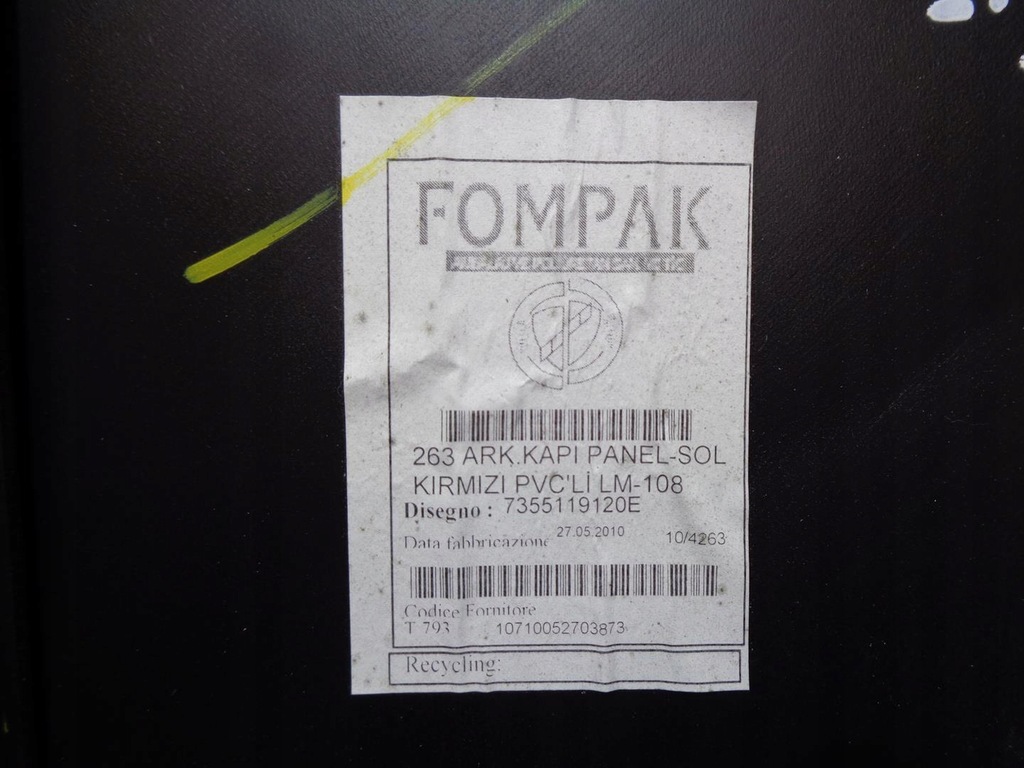 FOMPAK
263 ARK.KAPI PANEL-SOL
KIRMIZI PVC'Lİ LM-108
Disegno : 7355119120E
Data fabbricazione 27.05.2010 10/4263
Codice Fornitore
T 793 10710052703873
Recycling: